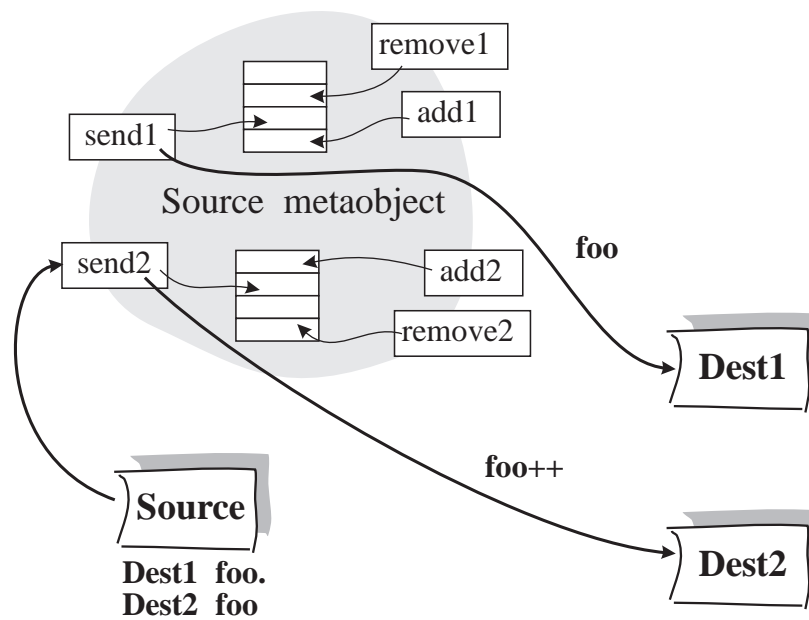 remove1
add1
send1
Source metaobject
foo
send2
add2
remove2
Dest1
foo++
Source
Dest2
Dest1 foo.
Dest2 foo